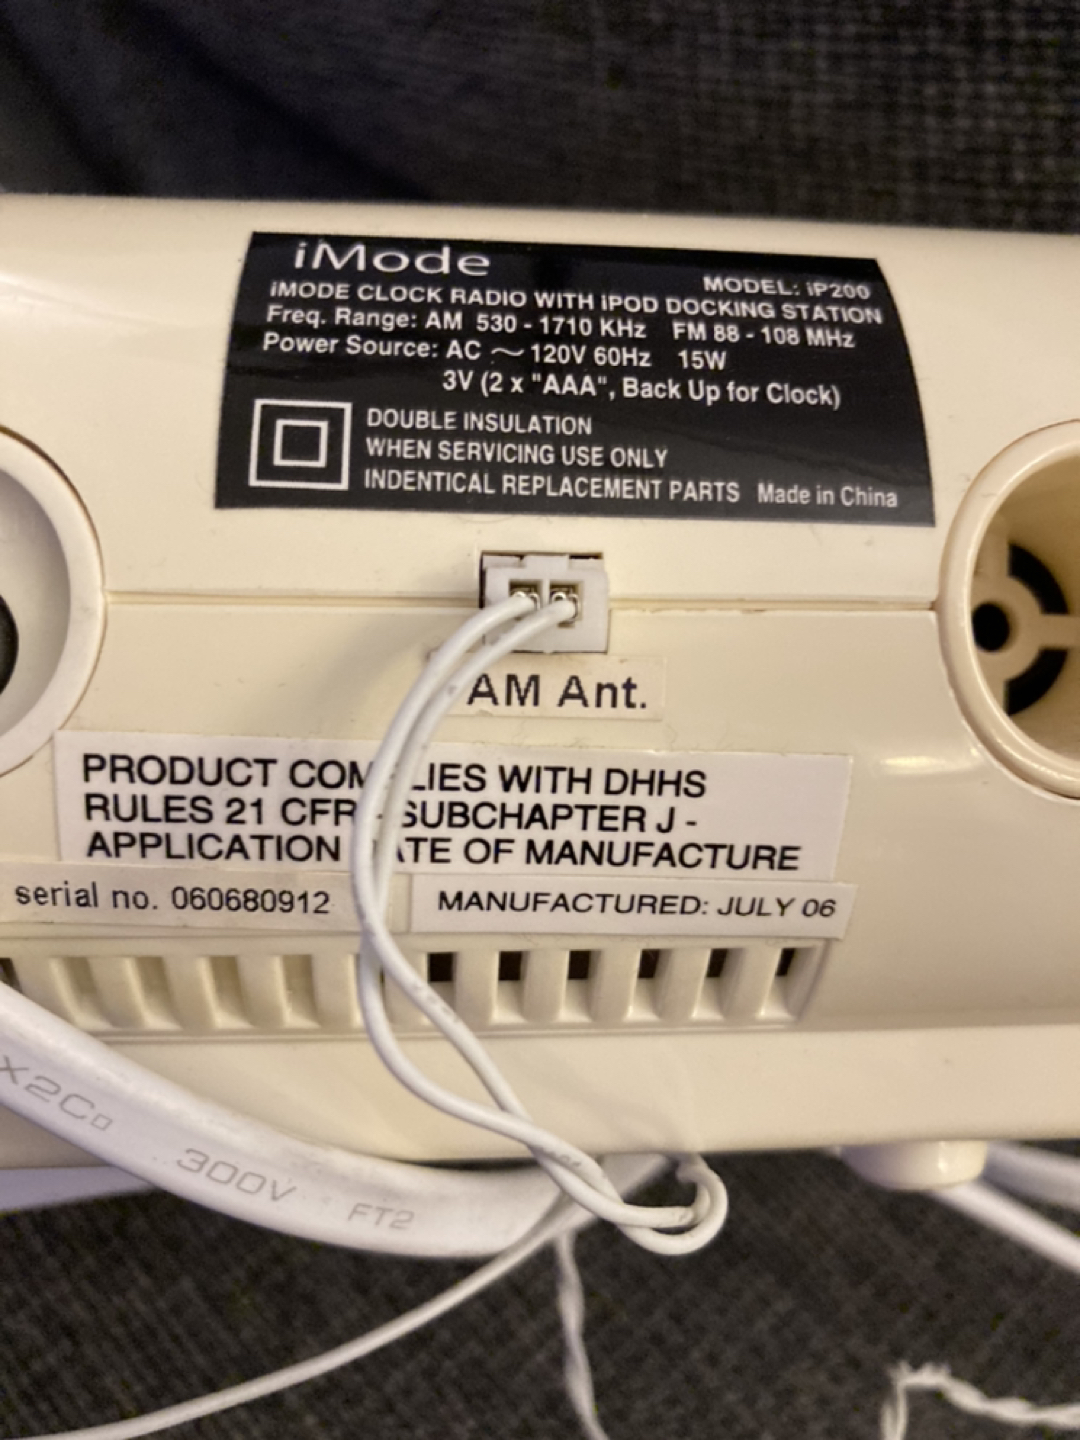 iMode
MODEL: iP200
iMODE CLOCK RADIO WITH iPOD DOCKING STATION
Freq. Range: AM 530 - 1710 KHz FM 88 - 108 MHz
Power Source: AC ～ 120V 60Hz 15W
3V (2 x "AAA", Back Up for Clock)
DOUBLE INSULATION
WHEN SERVICING USE ONLY
INDENTICAL REPLACEMENT PARTS Made in China
AM Ant.
PRODUCT COM LIES WITH DHHS
RULES 21 CFR - SUBCHAPTER J -
APPLICATION ATE OF MANUFACTURE
serial no. 060680912
MANUFACTURED: JULY 06
X2C 300V FT2